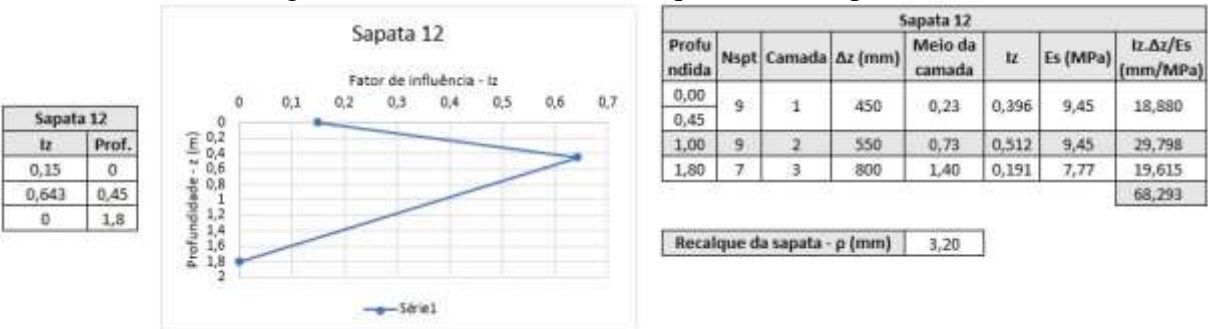 Sapata 12
Iz Prof.
0,15 0
0,643 0,45
0 1,8
Sapata 12
Fator de influência - Iz
0 0,1 0,2 0,3 0,4 0,5 0,6 0,7
Profundidade - z (m)
0
0,2
0,4
0,6
0,8
1
1,2
1,4
1,6
1,8
2
Série1
Sapata 12
Profu
ndida Nspt Camada Δz (mm) Meio da
camada Iz Es (MPa) Iz.Δz/Es
(mm/MPa)
0,00
0,45 9 1 450 0,23 0,396 9,45 18,880
1,00 9 2 550 0,73 0,512 9,45 29,798
1,80 7 3 800 1,40 0,191 7,77 19,615
68,293
Recalque da sapata - ρ (mm) 3,20